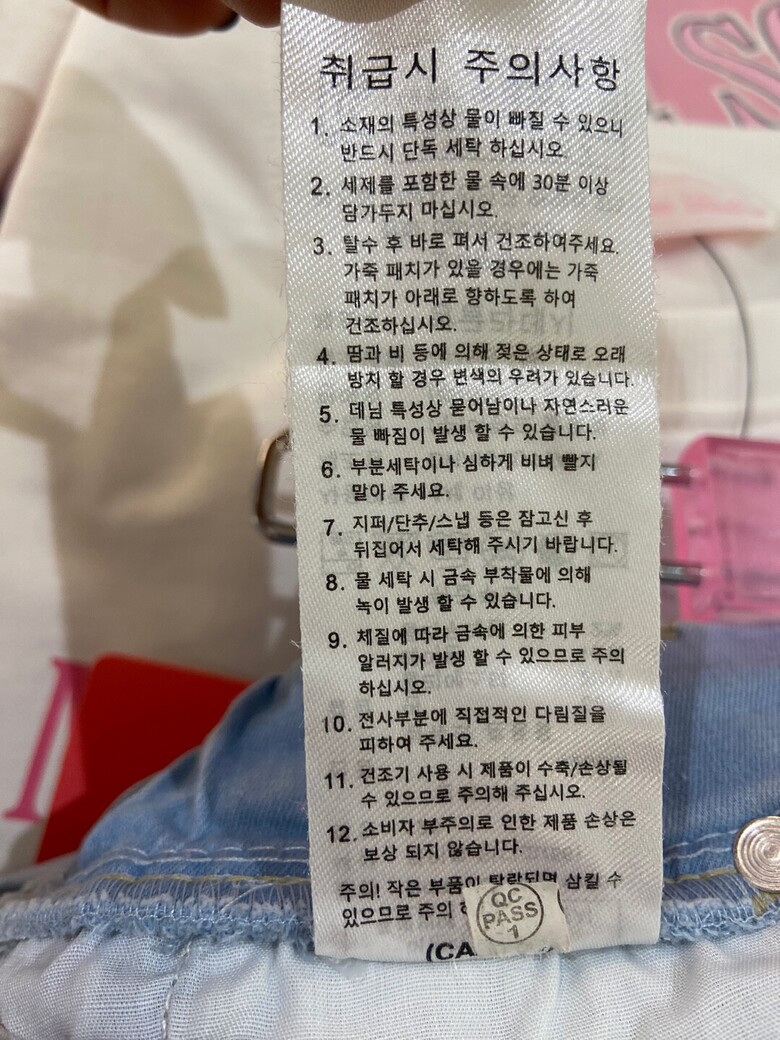 취급시 주의사항
1. 소재의 특성상 물이 빠질 수 있으니
반드시 단독 세탁 하십시오.
2. 세제를 포함한 물 속에 30분 이상
담가두지 마십시오.
3. 탈수 후 바로 펴서 건조하여주세요.
가죽 패치가 있을 경우에는 가죽
패치가 아래로 향하도록 하여
건조하십시오.
4. 땀과 비 등에 의해 젖은 상태로 오래
방치 할 경우 변색의 우려가 있습니다.
5. 데님 특성상 묻어남이나 자연스러운
물 빠짐이 발생 할 수 있습니다.
6. 부분세탁이나 심하게 비벼 빨지
말아 주세요.
7. 지퍼/단추/스냅 등은 잠고신 후
뒤집어서 세탁해 주시기 바랍니다.
8. 물 세탁 시 금속 부착물에 의해
녹이 발생 할 수 있습니다.
9. 체질에 따라 금속에 의한 피부
알러지가 발생 할 수 있으므로 주의
하십시오.
10. 전사부분에 직접적인 다림질을
피하여 주세요.
11. 건조기 사용 시 제품이 수축/손상될
수 있으므로 주의해 주십시오.
12. 소비자 부주의로 인한 제품 손상은
보상 되지 않습니다.
주의! 작은 부품이 탈락되면 삼킬 수
있으므로 주의
QC
PASS
1
(CA